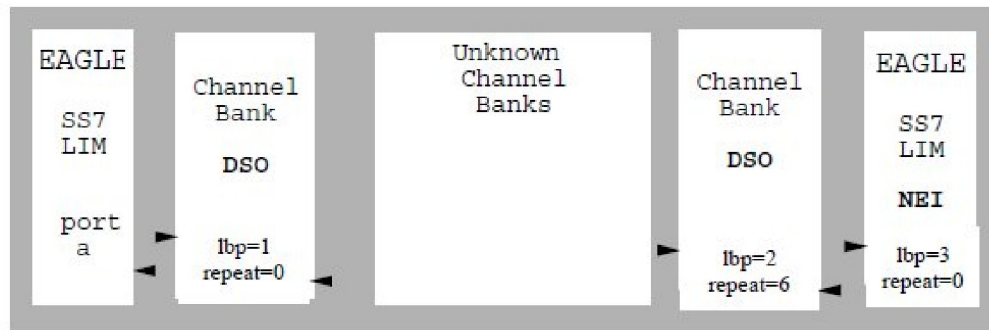 EAGLE
SS7
LIM
port
a
Channel
Bank
DSO
lbp=1
repeat=0
Unknown
Channel
Banks
Channel
Bank
DSO
lbp=2
repeat=6
EAGLE
SS7
LIM
NEI
lbp=3
repeat=0